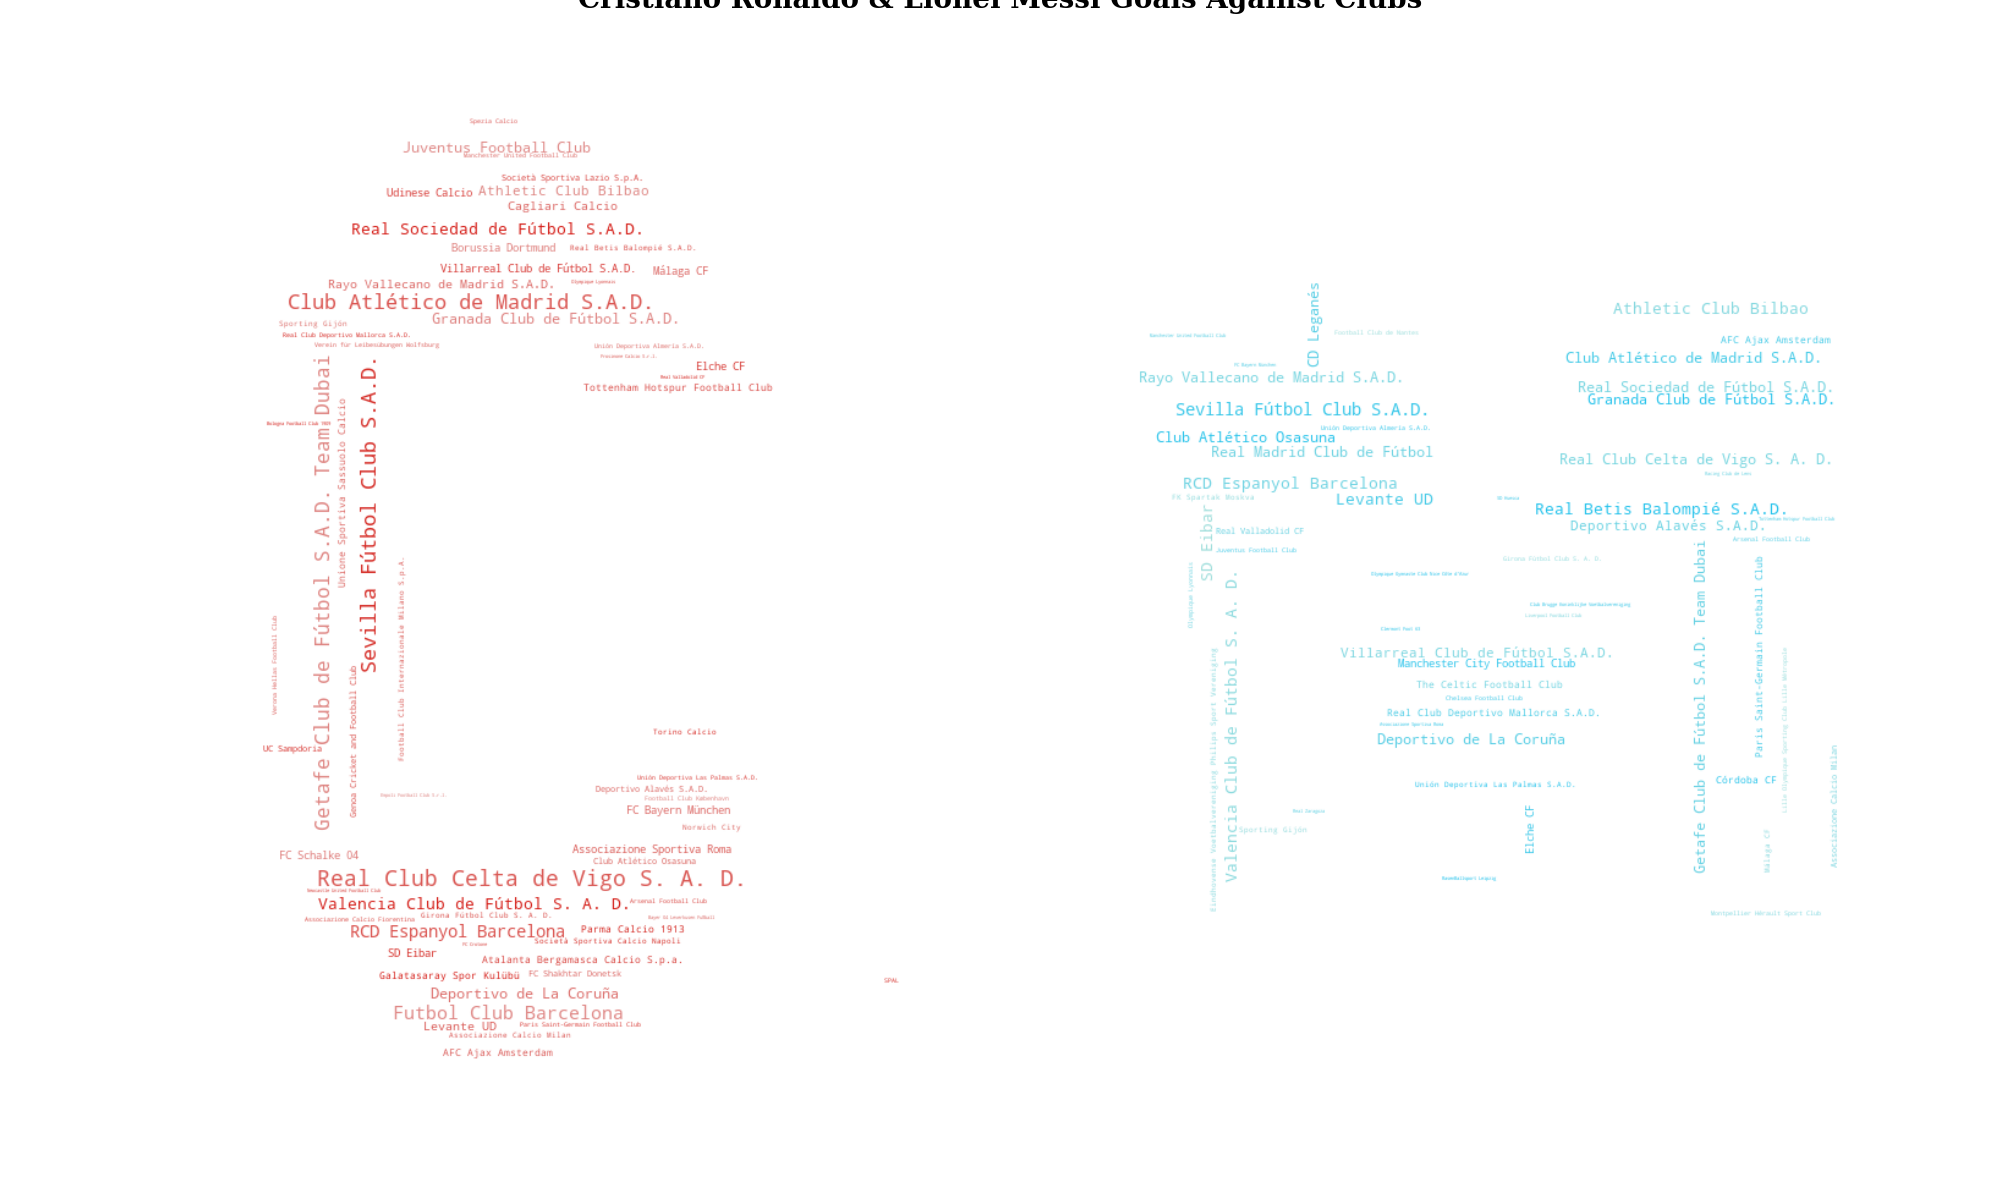 Cristiano Ronaldo & Lionel Messi Goals Against Clubs
Spezia Calcio
Juventus Football Club
Manchester United Football Club
Società Sportiva Lazio S.p.A.
Udinese Calcio
Athletic Club Bilbao
Cagliari Calcio
Real Sociedad de Fútbol S.A.D.
Borussia Dortmund
Real Betis Balompié S.A.D.
Villarreal Club de Fútbol S.A.D.
Málaga CF
Rayo Vallecano de Madrid S.A.D.
Olympique Lyonnais
Club Atlético de Madrid S.A.D.
Granada Club de Fútbol S.A.D.
Sporting Gijón
Real Club Deportivo Mallorca S.A.D.
Verein für Leibesübungen Wolfsburg
Unión Deportiva Almería S.A.D.
Frosinone Calcio S.r.l.
Elche CF
Real Valladolid CF
Tottenham Hotspur Football Club
Getafe Club de Fútbol S.A.D. Team Dubai
Sevilla Fútbol Club S.A.D.
Unione Sportiva Sassuolo Calcio
Bologna Football Club 1909
Football Club Internazionale Milano S.p.A.
Verona Hellas Football Club
Genoa Cricket and Football Club
UC Sampdoria
Torino Calcio
Unión Deportiva Las Palmas S.A.D.
Deportivo Alavés S.A.D.
Football Club København
FC Bayern München
Norwich City
Associazione Sportiva Roma
FC Schalke 04
Club Atlético Osasuna
Real Club Celta de Vigo S. A. D.
Newcastle United Football Club
Valencia Club de Fútbol S. A. D.
Arsenal Football Club
Associazione Calcio Fiorentina
Girona Fútbol Club S. A. D.
Bayer 04 Leverkusen Fußball
RCD Espanyol Barcelona
Parma Calcio 1913
Società Sportiva Calcio Napoli
SD Eibar
Atalanta Bergamasca Calcio S.p.a.
Galatasaray Spor Kulübü
FC Shakhtar Donetsk
SPAL
Deportivo de La Coruña
Futbol Club Barcelona
Levante UD
Paris Saint-Germain Football Club
Associazione Calcio Milan
AFC Ajax Amsterdam
CD Leganés
Manchester United Football Club
Football Club de Nantes
FC Bayern München
Rayo Vallecano de Madrid S.A.D.
Sevilla Fútbol Club S.A.D.
Unión Deportiva Almería S.A.D.
Club Atlético Osasuna
Real Madrid Club de Fútbol
RCD Espanyol Barcelona
FK Spartak Moskva
Levante UD
SD Eibar
Real Valladolid CF
Juventus Football Club
Olympique Lyonnais
Valencia Club de Fútbol S. A. D.
Eindhovense Voetbalvereniging Philips Sport Vereniging
Real Zaragoza
Sporting Gijón
Athletic Club Bilbao
AFC Ajax Amsterdam
Club Atlético de Madrid S.A.D.
Real Sociedad de Fútbol S.A.D.
Granada Club de Fútbol S.A.D.
Real Club Celta de Vigo S. A. D.
Racing Club de Lens
SD Huesca
Real Betis Balompié S.A.D.
Tottenham Hotspur Football Club
Deportivo Alavés S.A.D.
Arsenal Football Club
Girona Fútbol Club S. A. D.
Olympique Gymnaste Club Nice Côte d'Azur
Club Brugge Koninklijke Voetbalvereniging
Liverpool Football Club
Clermont Foot 63
Villarreal Club de Fútbol S.A.D.
Manchester City Football Club
The Celtic Football Club
Chelsea Football Club
Real Club Deportivo Mallorca S.A.D.
Associazione Sportiva Roma
Deportivo de La Coruña
Unión Deportiva Las Palmas S.A.D.
Elche CF
RasenBallsport Leipzig
Getafe Club de Fútbol S.A.D. Team Dubai
Paris Saint-Germain Football Club
Lille Olympique Sporting Club Lille Métropole
Córdoba CF
Málaga CF
Associazione Calcio Milan
Montpellier Hérault Sport Club